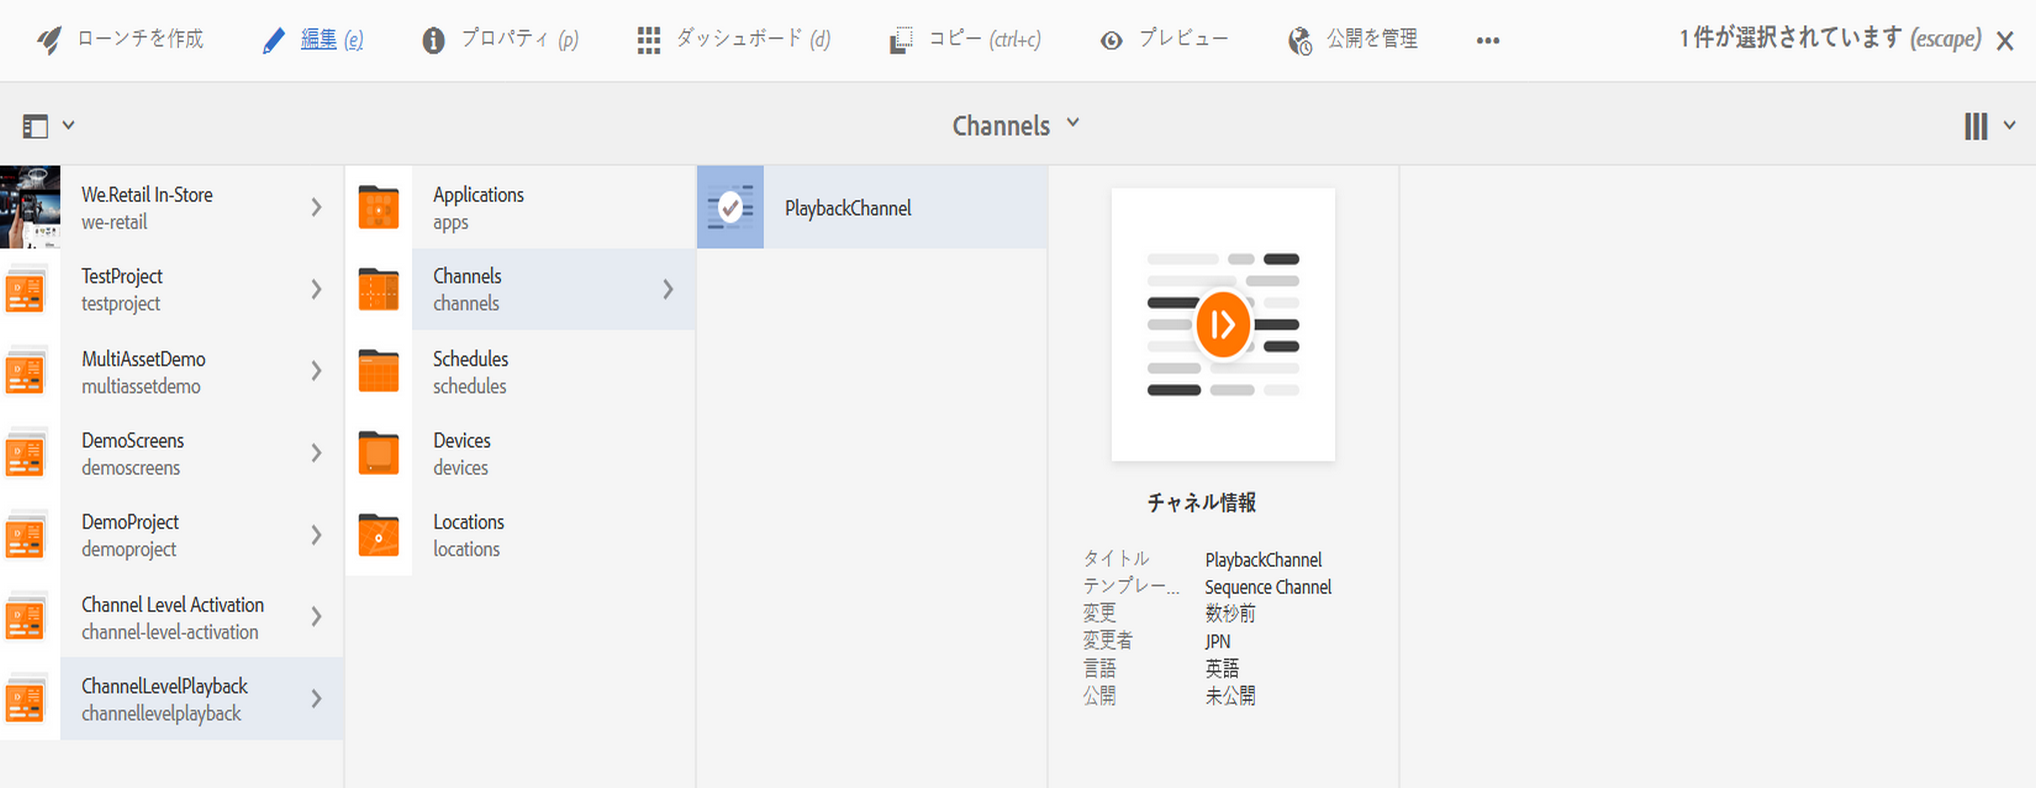 ローンチを作成 編集 (e) プロパティ (p) ダッシュボード (d) コピー (ctrl+c) プレビュー 公開を管理 ••• 1 件が選択されています (escape)
Channels
We.Retail In-Store
we-retail
TestProject
testproject
MultiAssetDemo
multiassetdemo
DemoScreens
demoscreens
DemoProject
demoproject
Channel Level Activation
channel-level-activation
ChannelLevelPlayback
channellevelplayback
Applications
apps
Channels
channels
Schedules
schedules
Devices
devices
Locations
locations
PlaybackChannel
チャネル情報
タイトル PlaybackChannel
テンプレー... Sequence Channel
変更 数秒前
変更者 JPN
言語 英語
公開 未公開